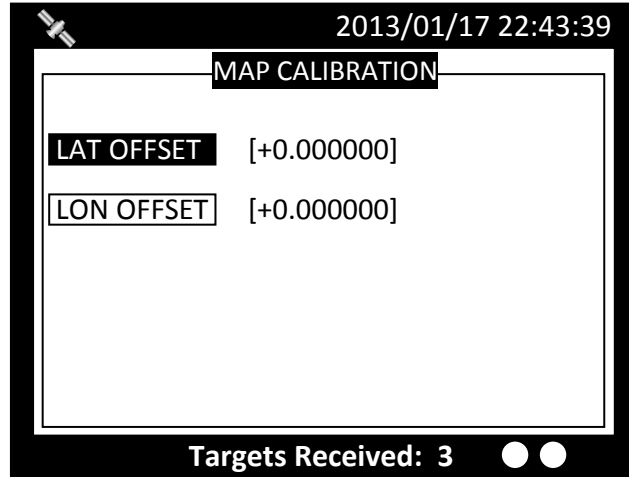 2013/01/17 22:43:39
MAP CALIBRATION
LAT OFFSET [+0.000000]
LON OFFSET [+0.000000]
Targets Received: 3